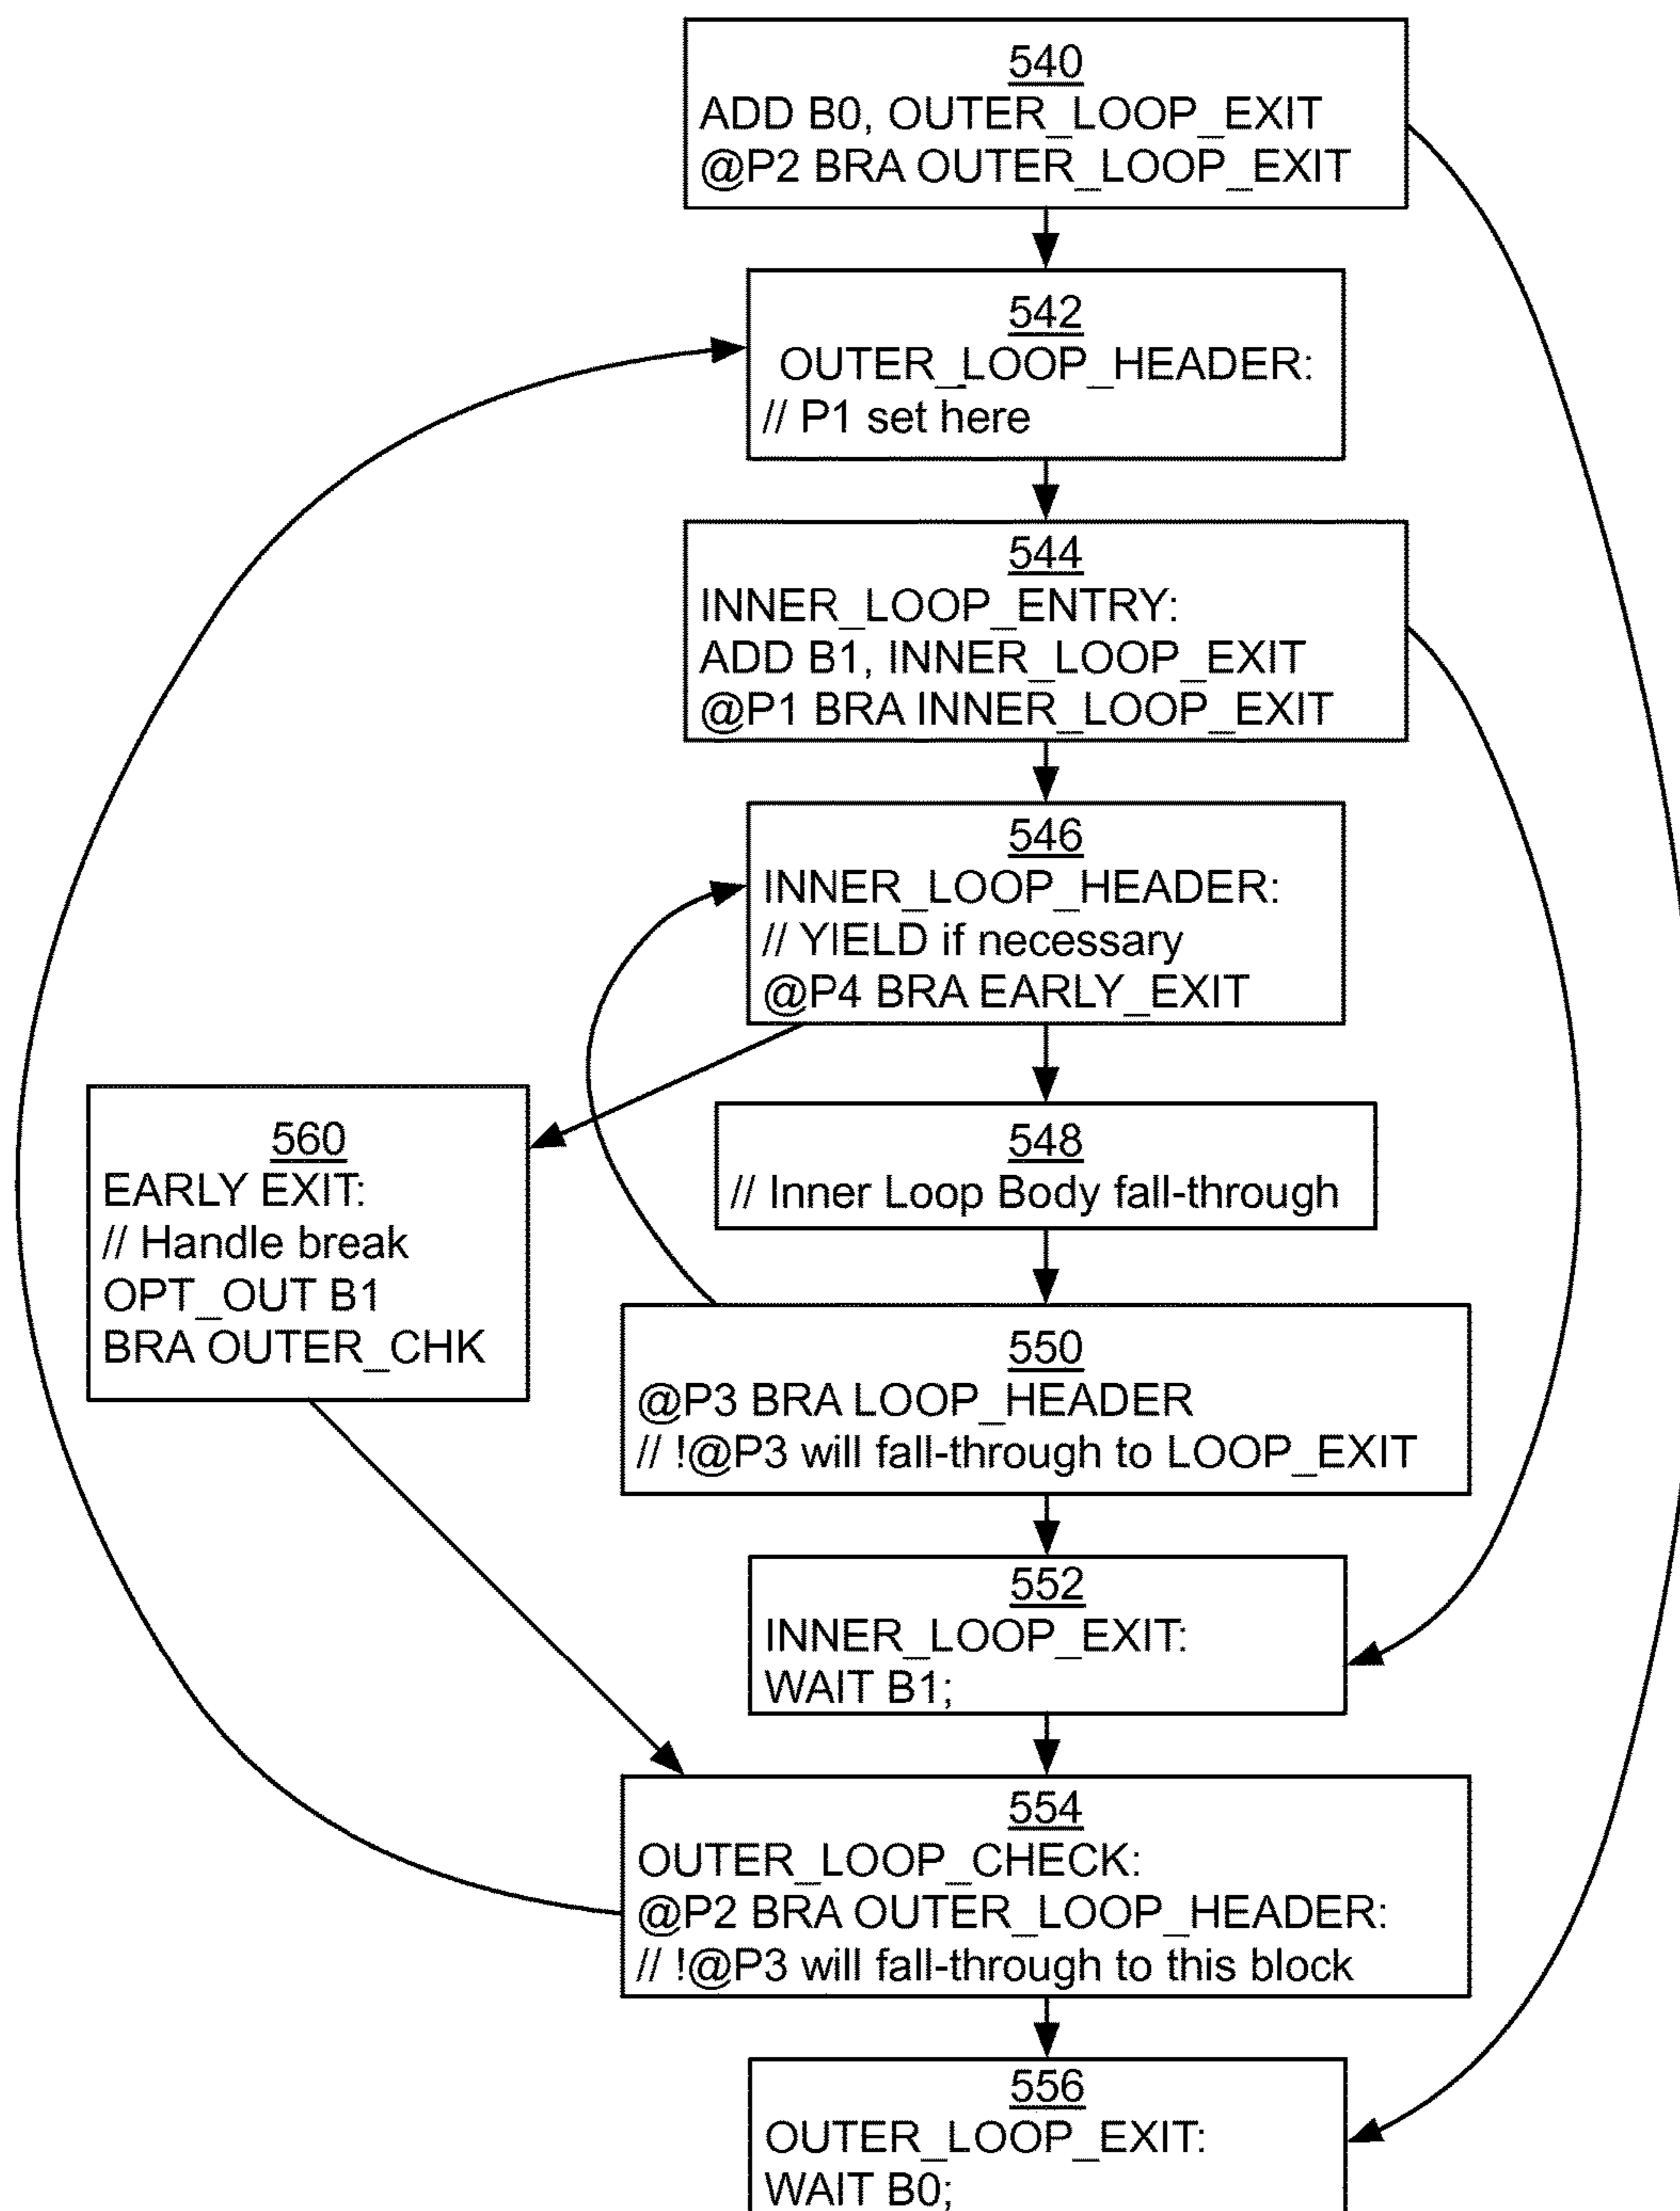 540
ADD B0, OUTER_LOOP_EXIT
@P2 BRA OUTER_LOOP_EXIT
542
OUTER_LOOP_HEADER:
// P1 set here
544
INNER_LOOP_ENTRY:
ADD B1, INNER_LOOP_EXIT
@P1 BRA INNER_LOOP_EXIT
546
INNER_LOOP_HEADER:
// YIELD if necessary
@P4 BRA EARLY_EXIT
560
EARLY EXIT:
// Handle break
OPT_OUT B1
BRA OUTER_CHK
548
// Inner Loop Body fall-through
550
@P3 BRA LOOP_HEADER
// !@P3 will fall-through to LOOP_EXIT
552
INNER_LOOP_EXIT:
WAIT B1;
554
OUTER_LOOP_CHECK:
@P2 BRA OUTER_LOOP_HEADER:
// !@P3 will fall-through to this block
556
OUTER_LOOP_EXIT:
WAIT B0;